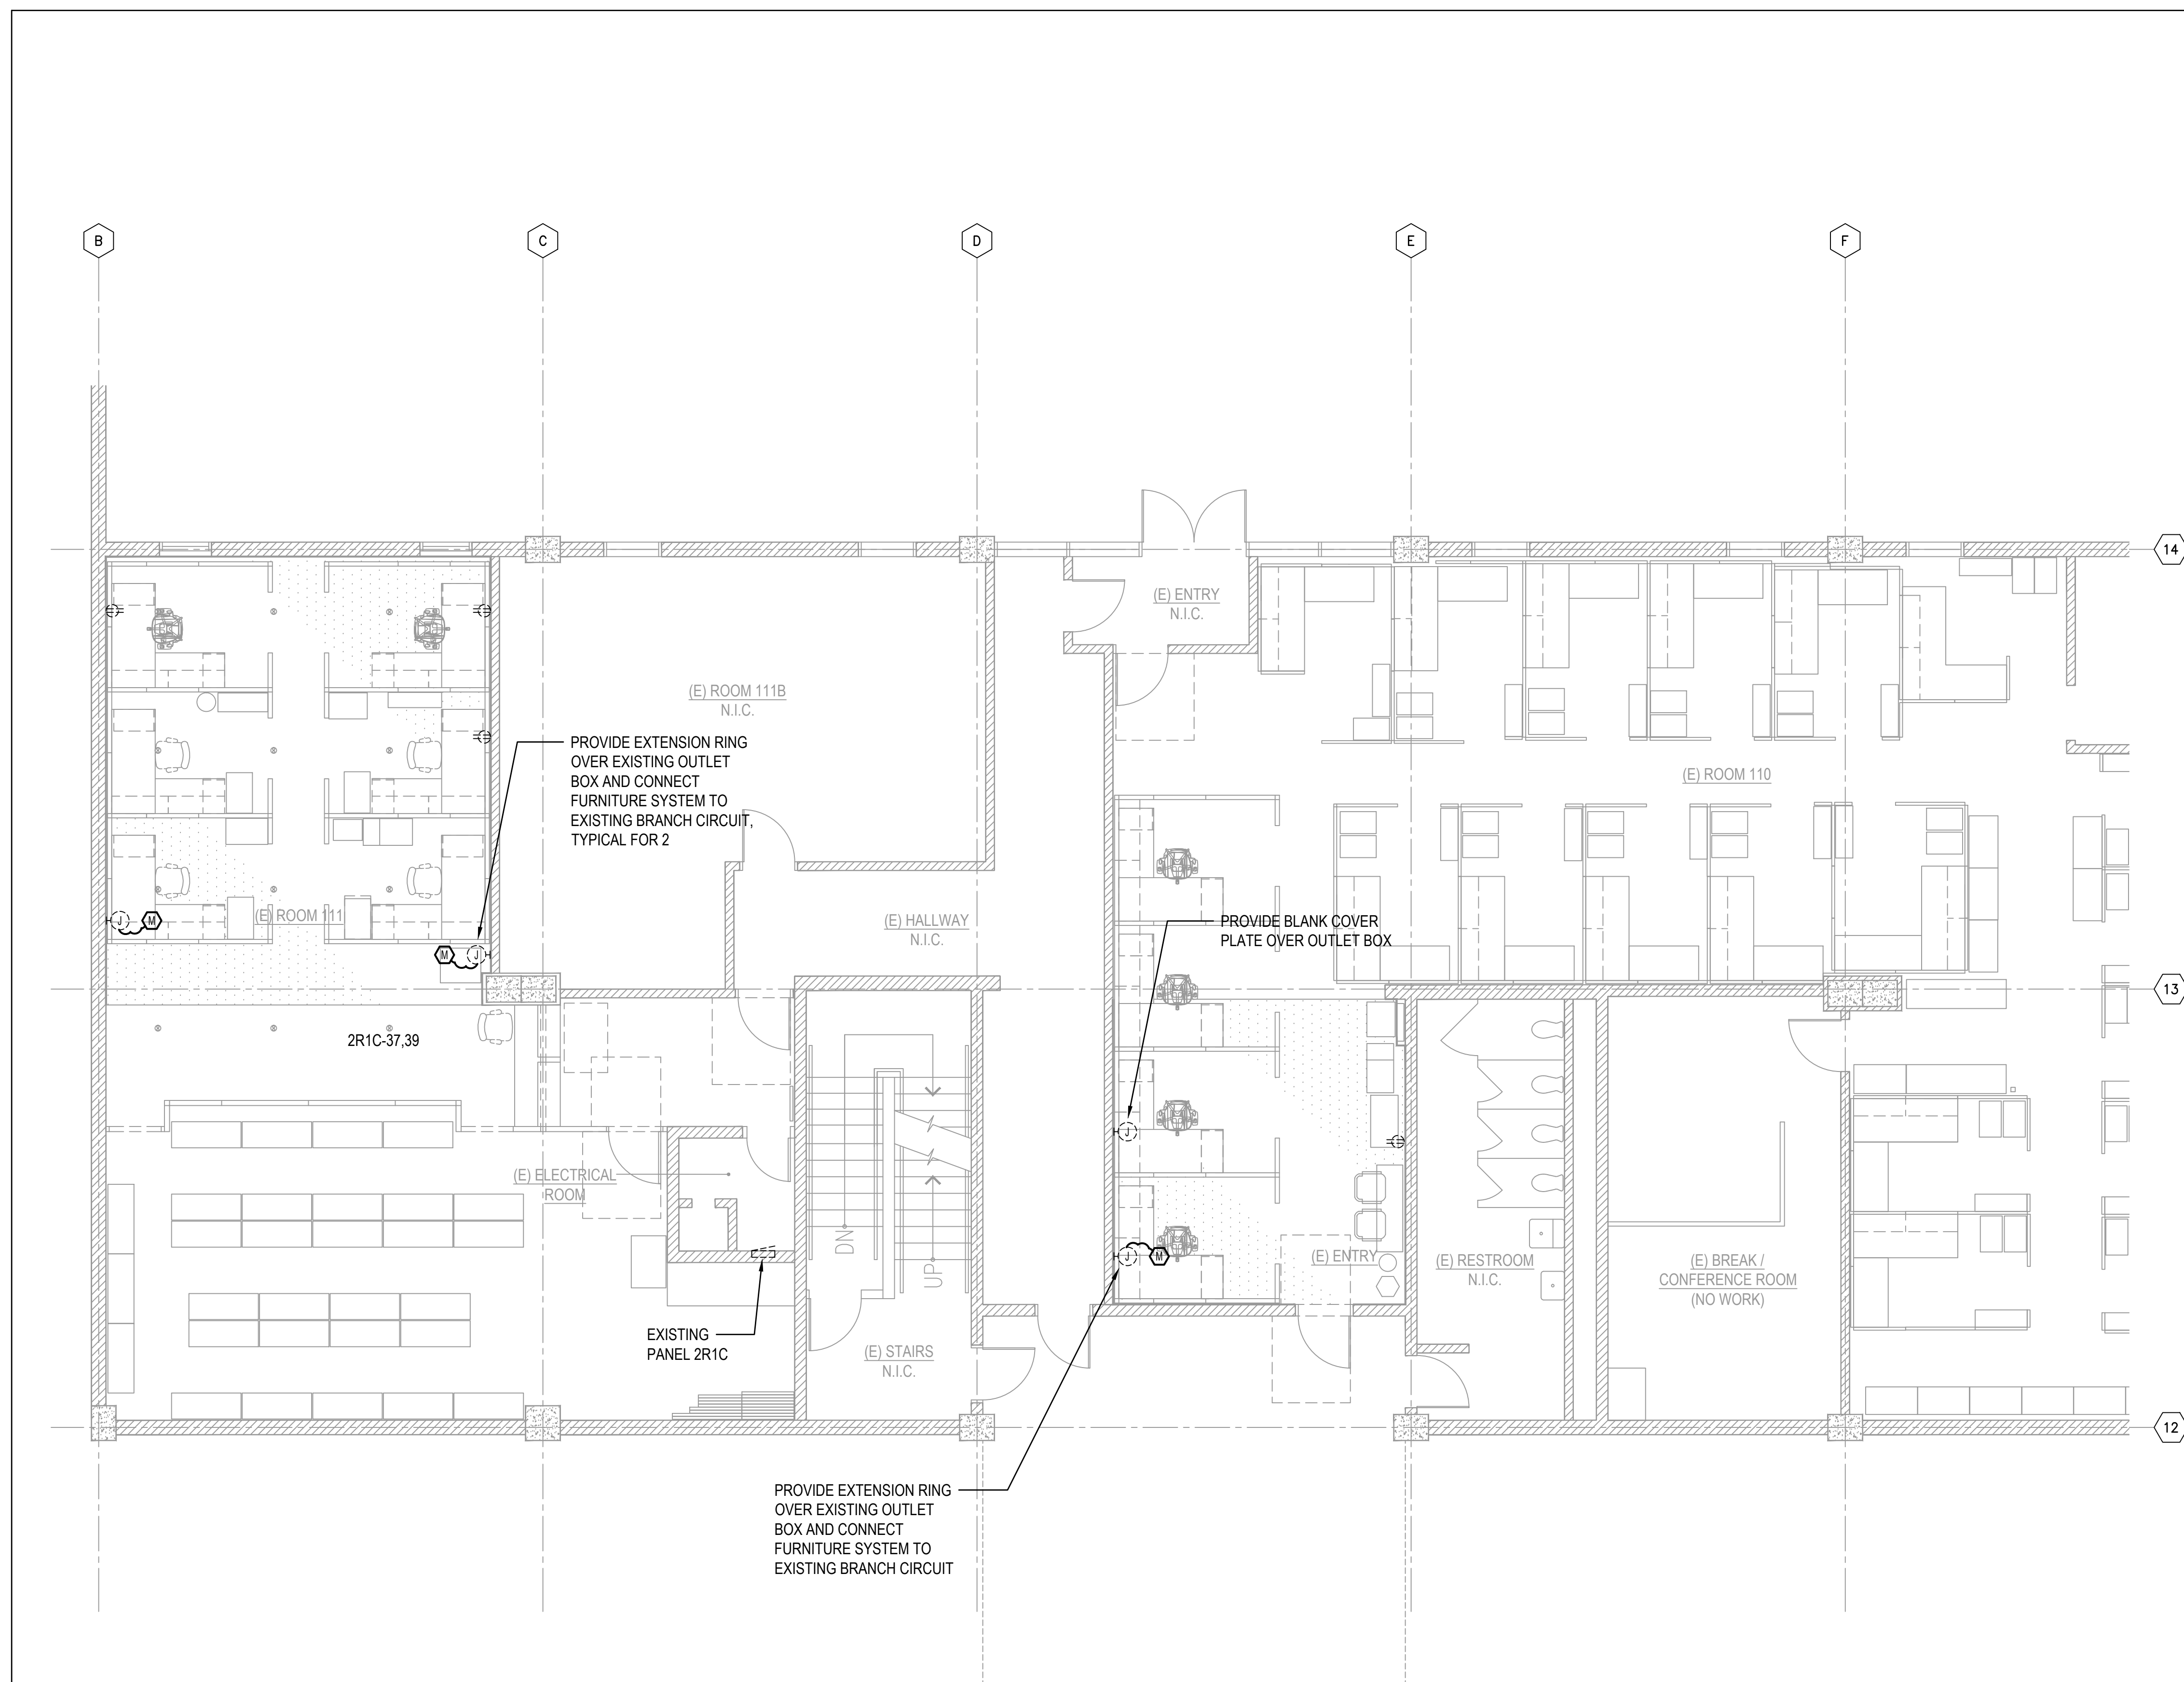 B
C
D
E
F
14
(E) ENTRY
N.I.C.
(E) ROOM 111B
N.I.C.
PROVIDE EXTENSION RING
OVER EXISTING OUTLET
BOX AND CONNECT
FURNITURE SYSTEM TO
EXISTING BRANCH CIRCUIT,
TYPICAL FOR 2
(E) ROOM 110
(E) ROOM 111
J
M
M
J
(E) HALLWAY
N.I.C.
PROVIDE BLANK COVER
PLATE OVER OUTLET BOX
13
2R1C-37,39
J
(E) ELECTRICAL
ROOM
DN
UP
J
M
(E) ENTRY
(E) RESTROOM
N.I.C.
(E) BREAK /
CONFERENCE ROOM
(NO WORK)
EXISTING
PANEL 2R1C
(E) STAIRS
N.I.C.
12
PROVIDE EXTENSION RING
OVER EXISTING OUTLET
BOX AND CONNECT
FURNITURE SYSTEM TO
EXISTING BRANCH CIRCUIT